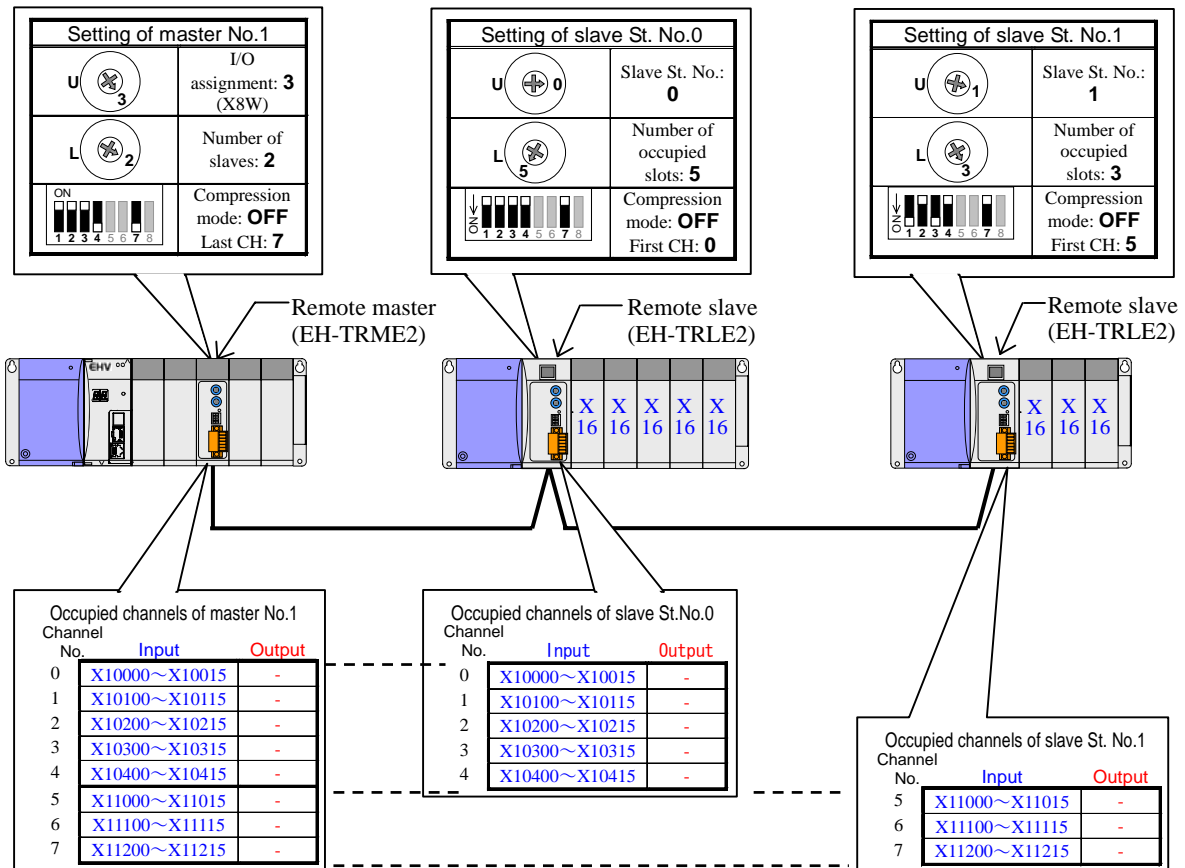 Setting of master No.1
U
3
I/O
assignment: 3
(X8W)
L
2
Number of
slaves: 2
ON
1 2 3 4 5 6 7 8
Compression
mode: OFF
Last CH: 7
Setting of slave St. No.0
U
0
Slave St. No.:
0
L
5
Number of
occupied
slots: 5
ON
1 2 3 4 5 6 7 8
Compression
mode: OFF
First CH: 0
Setting of slave St. No.1
U
1
Slave St. No.:
1
L
3
Number of
occupied
slots: 3
ON
1 2 3 4 5 6 7 8
Compression
mode: OFF
First CH: 5
Remote master
(EH-TRME2)
Remote slave
(EH-TRLE2)
Remote slave
(EH-TRLE2)
EHV
X X X X X
16 16 16 16 16
X X X
16 16 16
Occupied channels of master No.1
Channel
No. Input Output
0 X10000～X10015 -
1 X10100～X10115 -
2 X10200～X10215 -
3 X10300～X10315 -
4 X10400～X10415 -
5 X11000～X11015 -
6 X11100～X11115 -
7 X11200～X11215 -
Occupied channels of slave St.No.0
Channel
No. Input Output
0 X10000～X10015 -
1 X10100～X10115 -
2 X10200～X10215 -
3 X10300～X10315 -
4 X10400～X10415 -
Occupied channels of slave St. No.1
Channel
No. Input Output
5 X11000～X11015 -
6 X11100～X11115 -
7 X11200～X11215 -